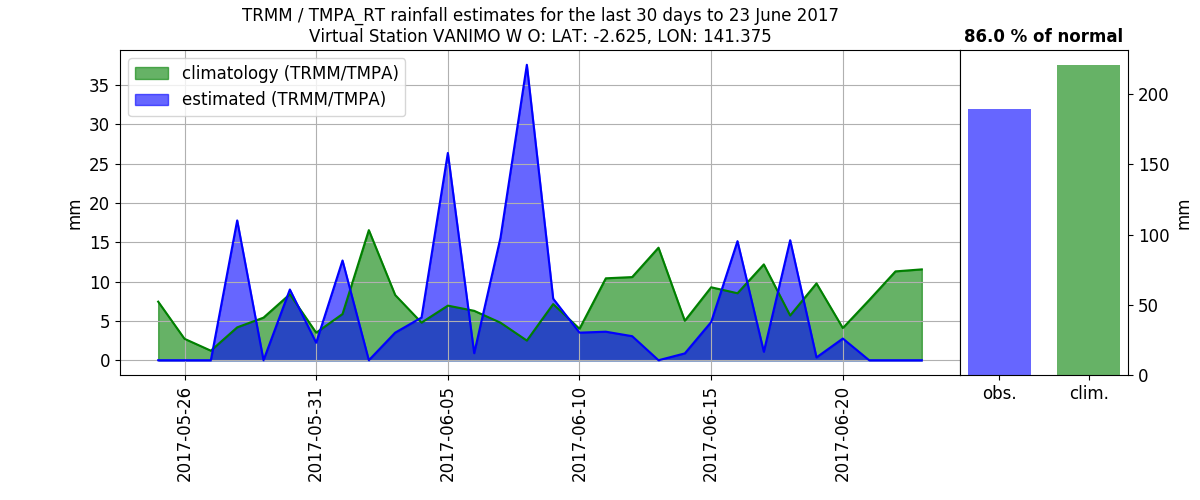 TRMM / TMPA_RT rainfall estimates for the last 30 days to 23 June 2017
Virtual Station VANIMO W O: LAT: -2.625, LON: 141.375
86.0 % of normal
climatology (TRMM/TMPA)
estimated (TRMM/TMPA)
35
30
25
20
15
10
5
0
mm
2017-05-26
2017-05-31
2017-06-05
2017-06-10
2017-06-15
2017-06-20
200
150
100
50
0
mm
obs.
clim.